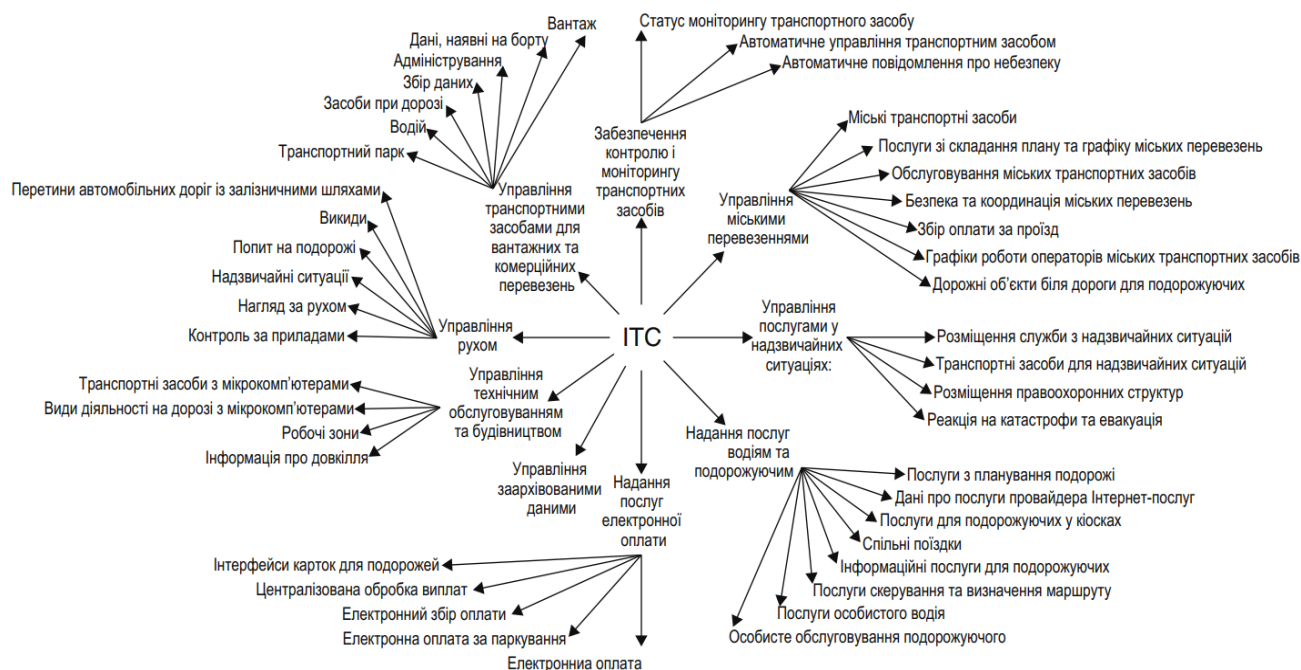 Вантаж
Дані, наявні на борту
Адміністрування
Збір даних
Засоби при дорозі
Водій
Транспортний парк
Управління
транспортними
засобами для
вантажних та
комерційних
перевезень
Статус моніторингу транспортного засобу
Автоматичне управління транспортним засобом
Автоматичне повідомлення про небезпеку
Забезпечення
контролю і
моніторингу
транспортних
засобів
Міські транспортні засоби
Послуги зі складання плану та графіку міських перевезень
Обслуговування міських транспортних засобів
Безпека та координація міських перевезень
Збір оплати за проїзд
Графіки роботи операторів міських транспортних засобів
Дорожні об’єкти біля дороги для подорожуючих
Управління
міськими
перевезеннями
Перетини автомобільних доріг із залізничними шляхами
Викиди
Попит на подорожі
Надзвичайні ситуації
Нагляд за рухом
Контроль за приладами
Управління
рухом
ІТС
Управління
послугами у
надзвичайних
ситуаціях:
Розміщення служби з надзвичайних ситуацій
Транспортні засоби для надзвичайних ситуацій
Розміщення правоохоронних структур
Реакція на катастрофи та евакуація
Транспортні засоби з мікрокомп’ютерами
Види діяльності на дорозі з мікрокомп’ютерами
Робочі зони
Інформація про довкілля
Управління
технічним
обслуговуванням
та будівництвом
Управління
заархівованими
даними
Надання
послуг
електронної
оплати
Надання послуг
водіям та
подорожуючим
Послуги з планування подорожі
Дані про послуги провайдера Інтернет-послуг
Послуги для подорожуючих у кіосках
Спільні поїздки
Інформаційні послуги для подорожуючих
Послуги скерування та визначення маршруту
Послуги особистого водія
Особисте обслуговування подорожуючого
Інтерфейси карток для подорожей
Централізована обробка виплат
Електронний збір оплати
Електронна оплата за паркування
Електронниа оплата